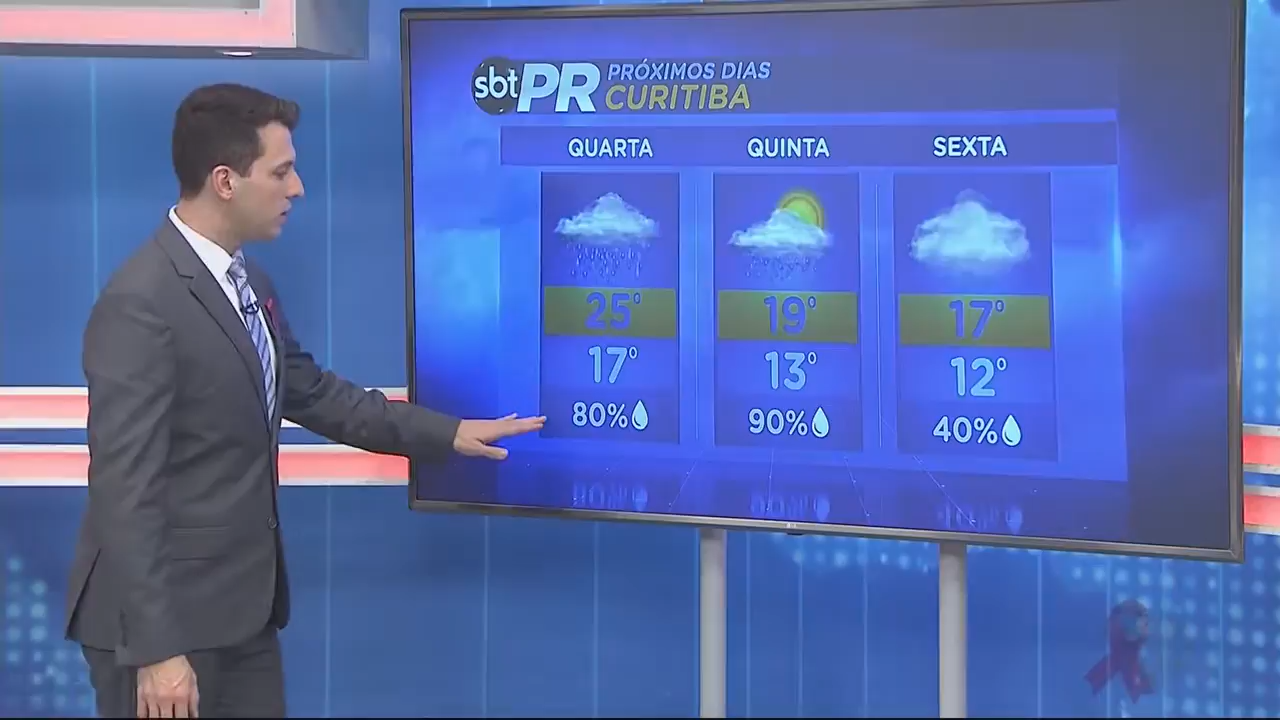 sbt PR PRÓXIMOS DIAS
CURITIBA
QUARTA QUINTA SEXTA
25° 19° 17°
17° 13° 12°
80% 90% 40%